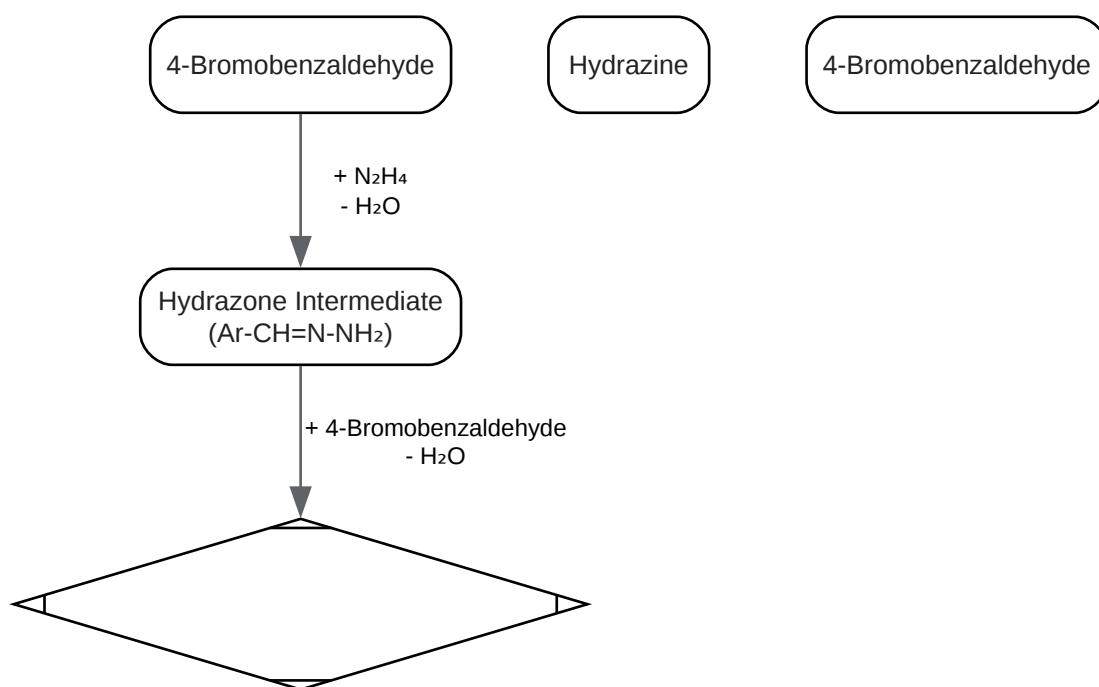 4-Bromobenzaldehyde
Hydrazine
4-Bromobenzaldehyde
+ N₂H₄
- H₂O
Hydrazone Intermediate
(Ar-CH=N-NH₂)
+ 4-Bromobenzaldehyde
- H₂O